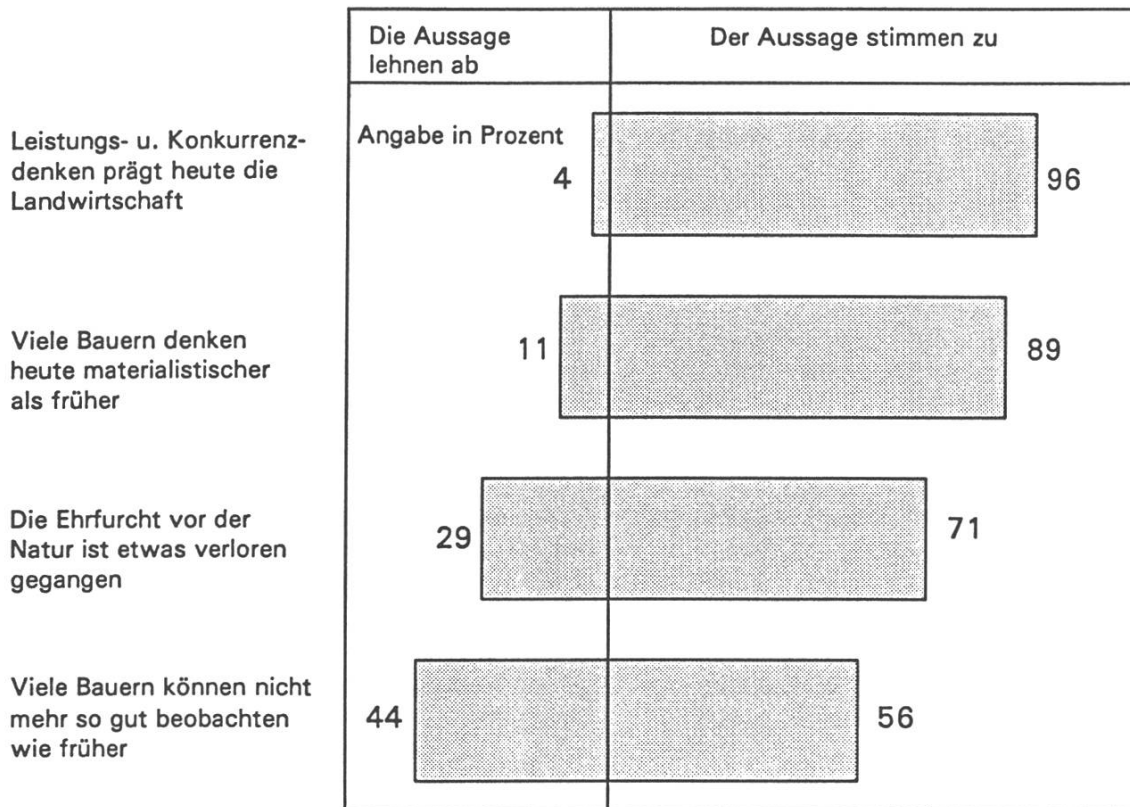 Die Aussage
lehnen ab
Der Aussage stimmen zu
Angabe in Prozent
Leistungs- u. Konkurrenz-
denken prägt heute die
Landwirtschaft
4
96
Viele Bauern denken
heute materialistischer
als früher
11
89
Die Ehrfurcht vor der
Natur ist etwas verloren
gegangen
29
71
Viele Bauern können nicht
mehr so gut beobachten
wie früher
44
56